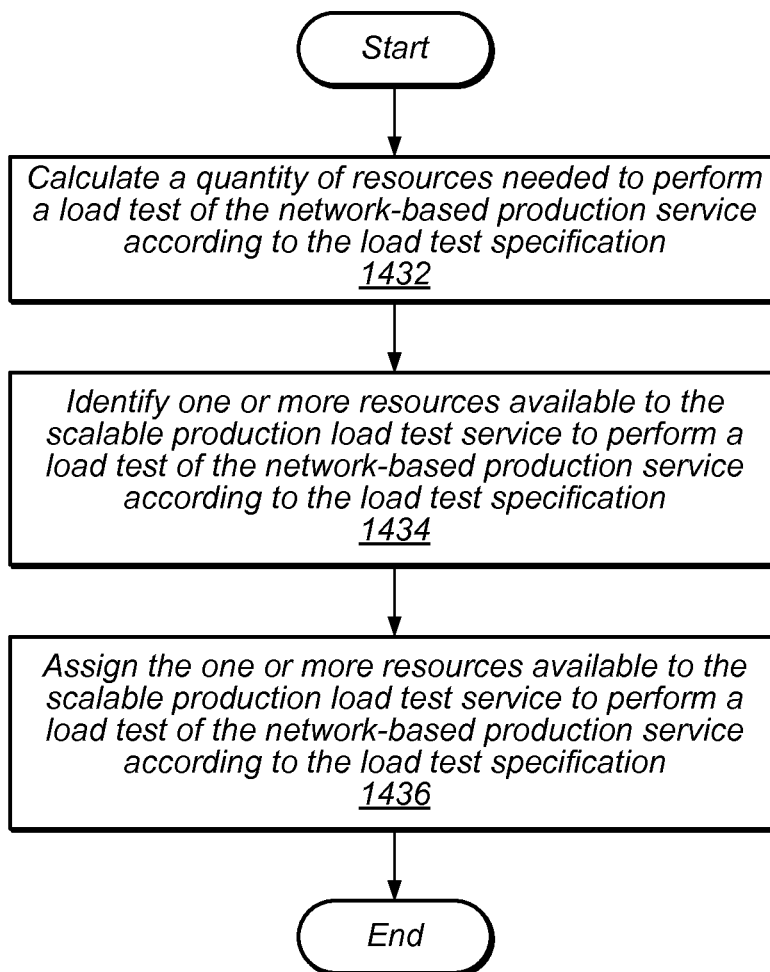 Start
Calculate a quantity of resources needed to perform
a load test of the network-based production service
according to the load test specification
1432
Identify one or more resources available to the
scalable production load test service to perform a
load test of the network-based production service
according to the load test specification
1434
Assign the one or more resources available to the
scalable production load test service to perform a
load test of the network-based production service
according to the load test specification
1436
End